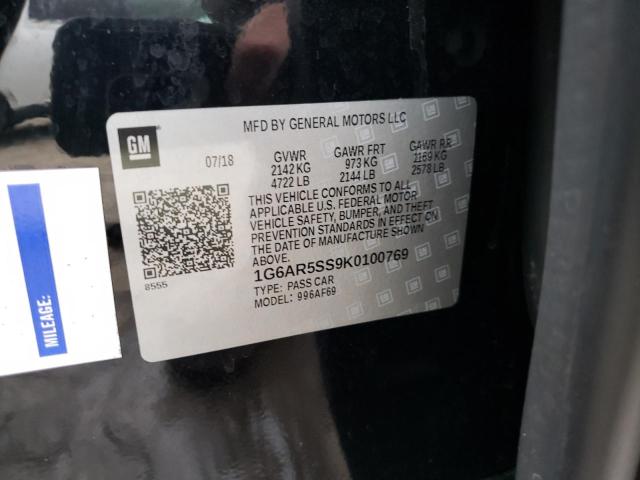 MFD BY GENERAL MOTORS LLC
GM
07/18
GVWR GAWR FRT GAWR RR
2142 KG 973 KG 1169 KG
4722 LB 2144 LB 2578 LB
THIS VEHICLE CONFORMS TO ALL
APPLICABLE U.S. FEDERAL MOTOR
VEHICLE SAFETY, BUMPER, AND THEFT
PREVENTION STANDARDS IN EFFECT ON
THE DATE OF MANUFACTURE SHOWN
ABOVE.
1G6AR5SS9K0100769
TYPE: PASS CAR
MODEL: 996AF69
8555
MILEAGE: